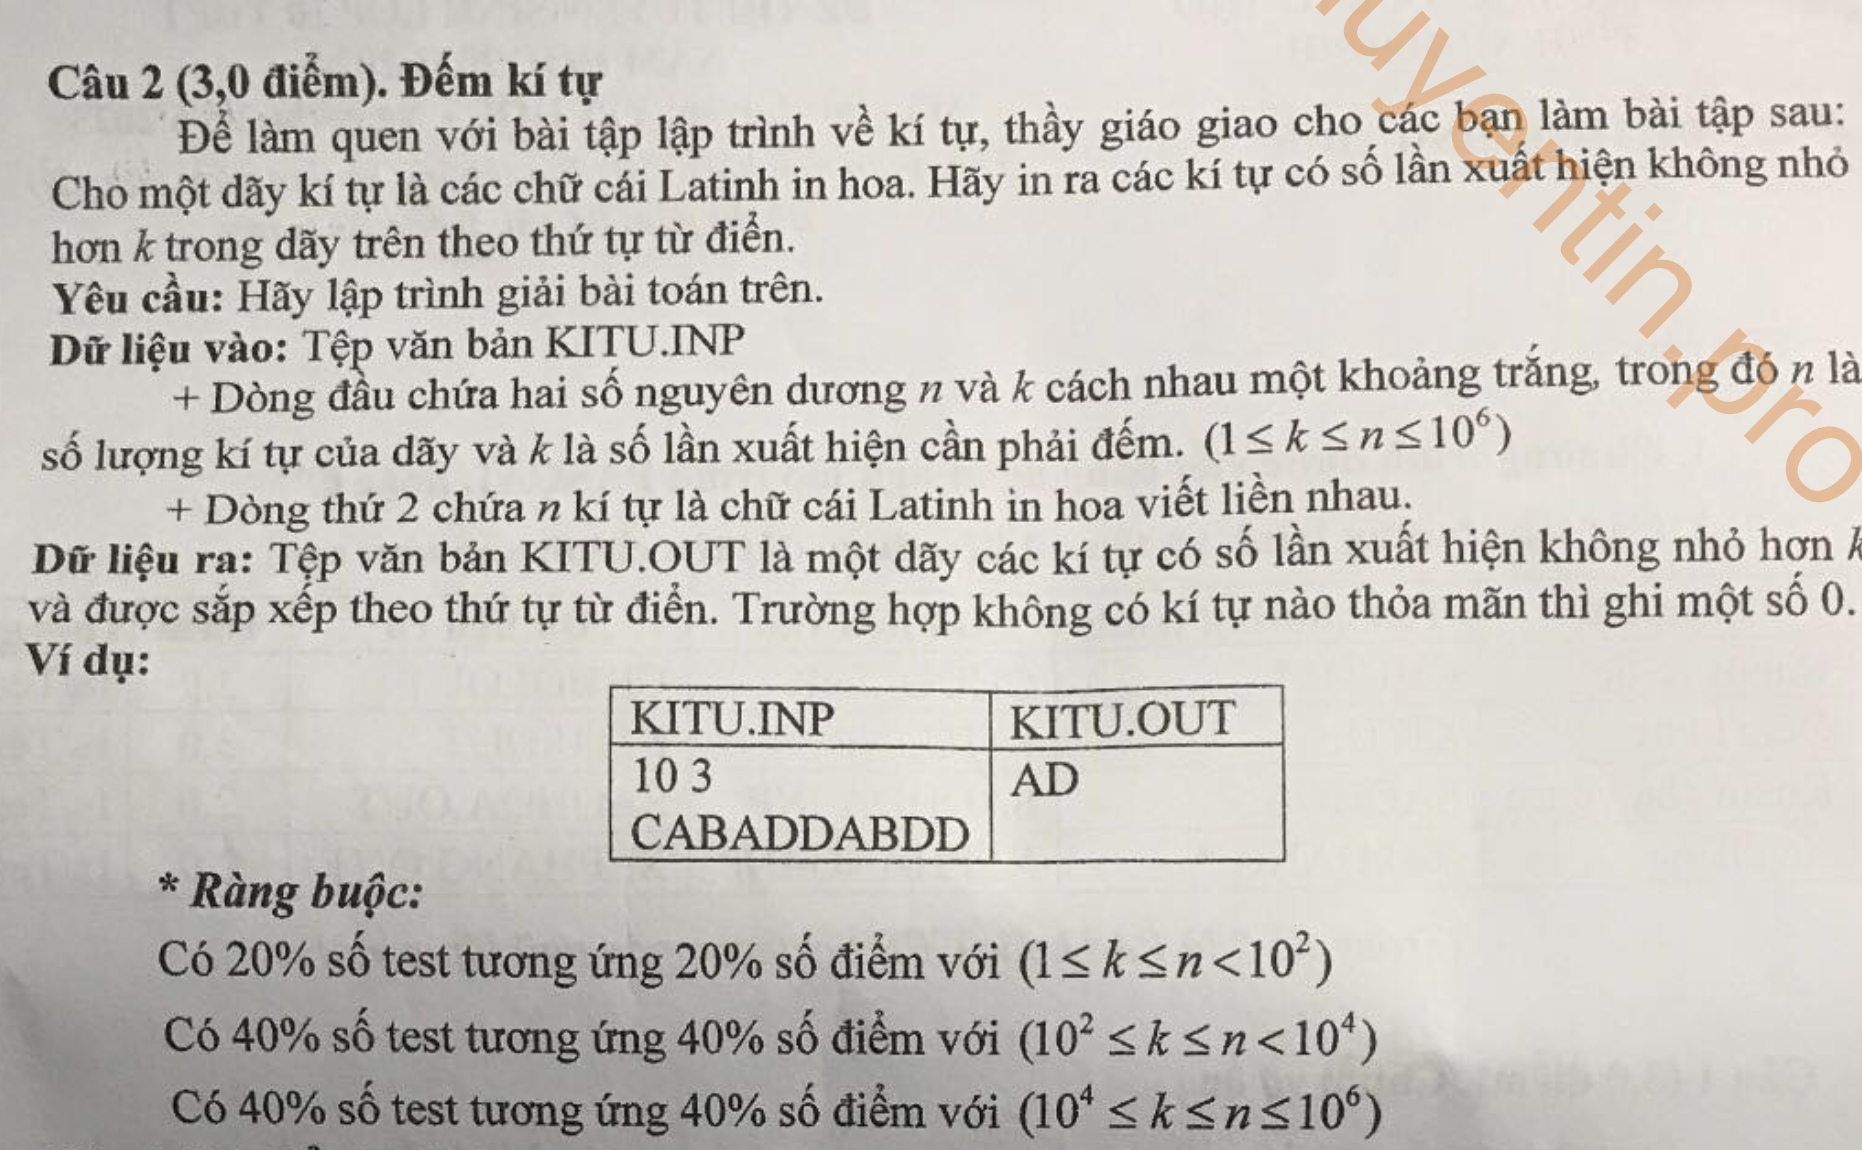 Câu 2 (3,0 điểm). Đếm kí tự
Để làm quen với bài tập lập trình về kí tự, thầy giáo giao cho các bạn làm bài tập sau:
Cho một dãy kí tự là các chữ cái Latinh in hoa. Hãy in ra các kí tự có số lần xuất hiện không nhỏ
hơn k trong dãy trên theo thứ tự từ điển.
Yêu cầu: Hãy lập trình giải bài toán trên.
Dữ liệu vào: Tệp văn bản KITU.INP
+ Dòng đầu chứa hai số nguyên dương n và k cách nhau một khoảng trắng, trong đó n là
số lượng kí tự của dãy và k là số lần xuất hiện cần phải đếm. (1 ≤ k ≤ n ≤ 10⁶)
+ Dòng thứ 2 chứa n kí tự là chữ cái Latinh in hoa viết liền nhau.
Dữ liệu ra: Tệp văn bản KITU.OUT là một dãy các kí tự có số lần xuất hiện không nhỏ hơn k
và được sắp xếp theo thứ tự từ điển. Trường hợp không có kí tự nào thỏa mãn thì ghi một số 0.
Ví dụ:
KITU.INP KITU.OUT
10 3 AD
CABADDABDD
* Ràng buộc:
Có 20% số test tương ứng 20% số điểm với (1 ≤ k ≤ n < 10²)
Có 40% số test tương ứng 40% số điểm với (10² ≤ k ≤ n < 10⁴)
Có 40% số test tương ứng 40% số điểm với (10⁴ ≤ k ≤ n ≤ 10⁶)
uyentin.pro